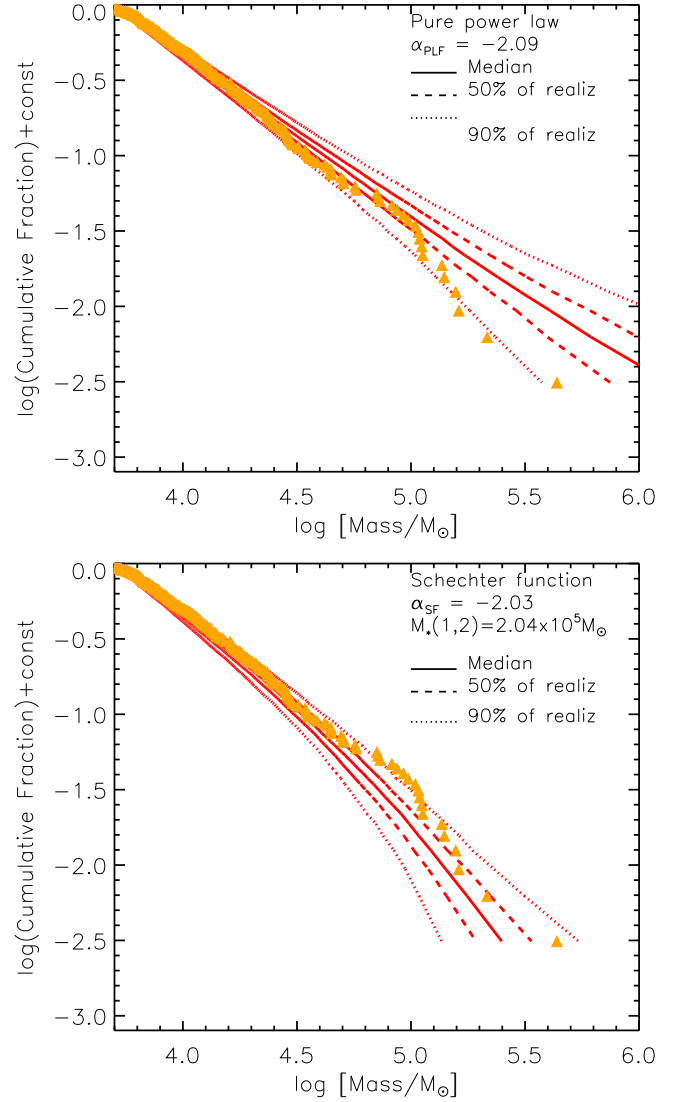 Pure power law
α_PLF = −2.09
Median
50% of realiz
90% of realiz
0.0
−0.5
−1.0
−1.5
−2.0
−2.5
−3.0
log(Cumulative Fraction)+const
4.0 4.5 5.0 5.5 6.0
log [Mass/M☉]
Schechter function
α_SF = −2.03
M_*(1,2)=2.04x10^5M☉
Median
50% of realiz
90% of realiz
0.0
−0.5
−1.0
−1.5
−2.0
−2.5
−3.0
log(Cumulative Fraction)+const
4.0 4.5 5.0 5.5 6.0
log [Mass/M☉]